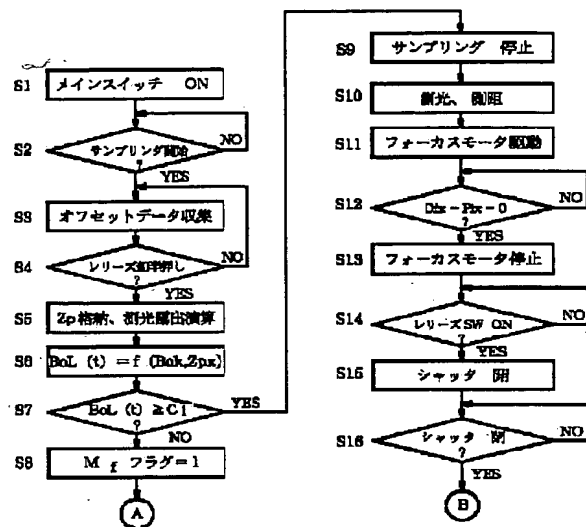 S1 メインスイッチ ON
S2 サンプリング開始 ?
NO
YES
S3 オフセットデータ収集
S4 レリーズ釦半押し ?
NO
YES
S5 Zp格納、測光露出演算
S6 BoL (t) =f (Bak,Zpx)
S7 BoL (t) ≧Ci ?
YES
NO
S8 M f フラグ=1
A
S9 サンプリング 停止
S10 測光、測距
S11 フォーカスモータ駆動
S12 Dfx-Pfx-0 ?
NO
YES
S13 フォーカスモータ停止
S14 レリーズSW ON ?
NO
YES
S15 シャッタ 開
S16 シャッタ 閉 ?
NO
YES
B